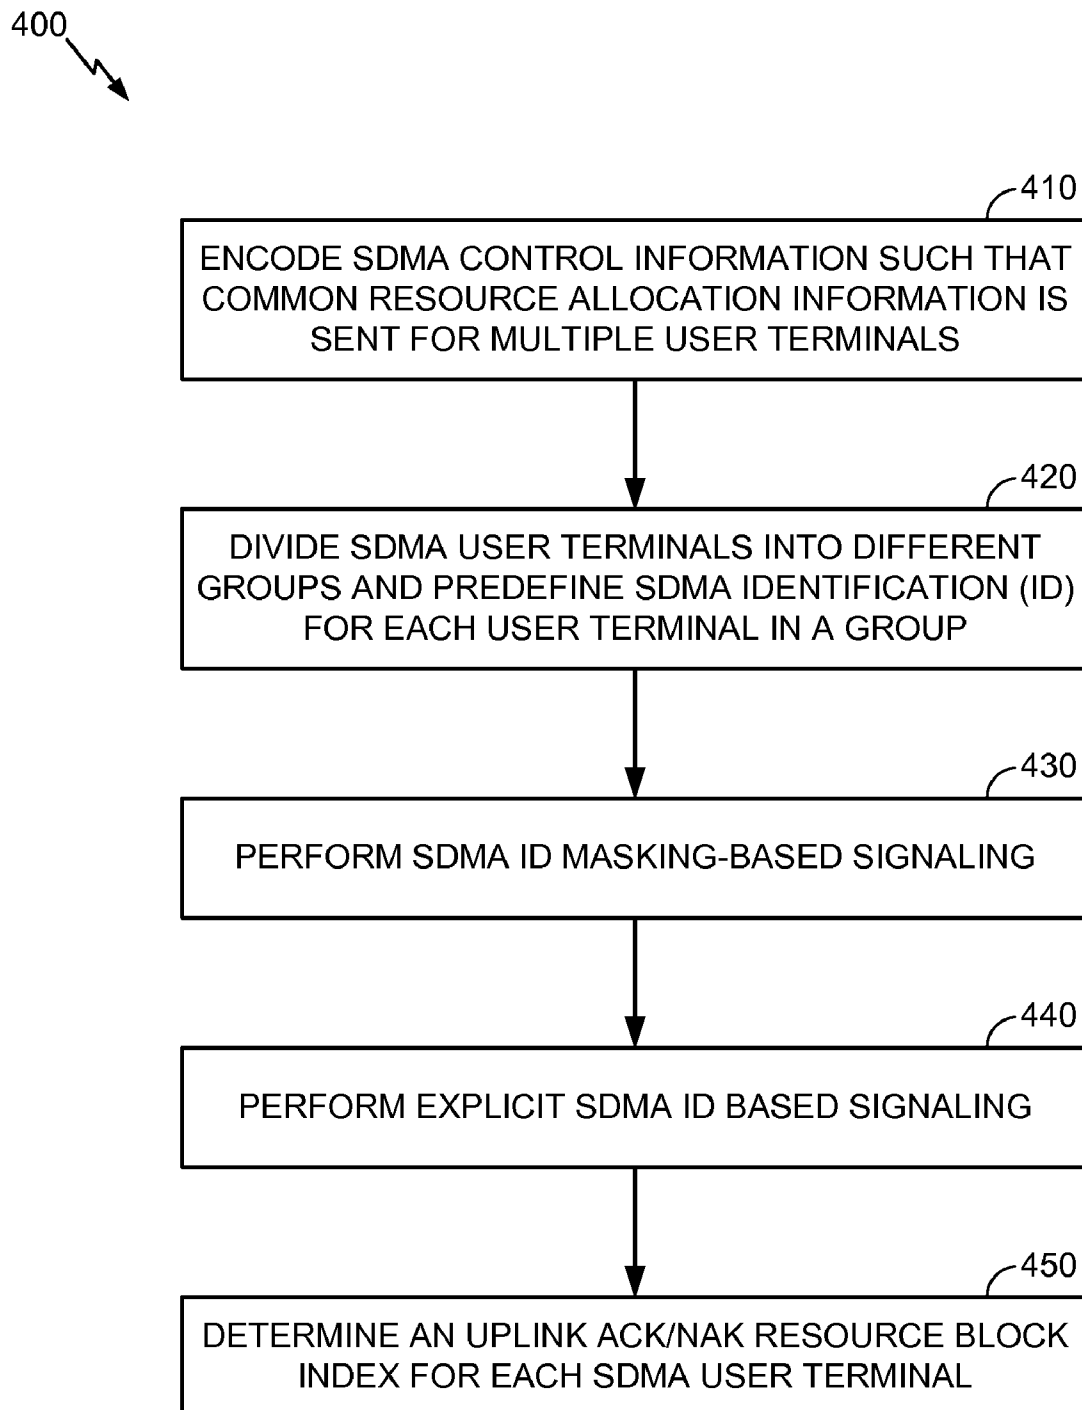 400
410
ENCODE SDMA CONTROL INFORMATION SUCH THAT
COMMON RESOURCE ALLOCATION INFORMATION IS
SENT FOR MULTIPLE USER TERMINALS
420
DIVIDE SDMA USER TERMINALS INTO DIFFERENT
GROUPS AND PREDEFINE SDMA IDENTIFICATION (ID)
FOR EACH USER TERMINAL IN A GROUP
430
PERFORM SDMA ID MASKING-BASED SIGNALING
440
PERFORM EXPLICIT SDMA ID BASED SIGNALING
450
DETERMINE AN UPLINK ACK/NAK RESOURCE BLOCK
INDEX FOR EACH SDMA USER TERMINAL